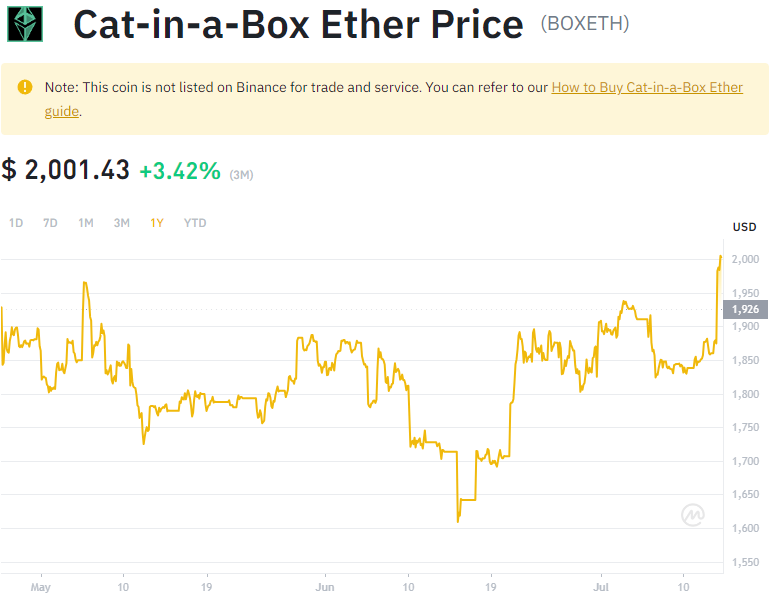 Cat-in-a-Box Ether Price (BOXETH)
Note: This coin is not listed on Binance for trade and service. You can refer to our How to Buy Cat-in-a-Box Ether
guide.
$ 2,001.43 +3.42% (3M)
1D 7D 1M 3M 1Y YTD
USD
2,000
1,950
1,926
1,900
1,850
1,800
1,750
1,700
1,650
1,600
1,550
May 10 19 Jun 10 19 Jul 10